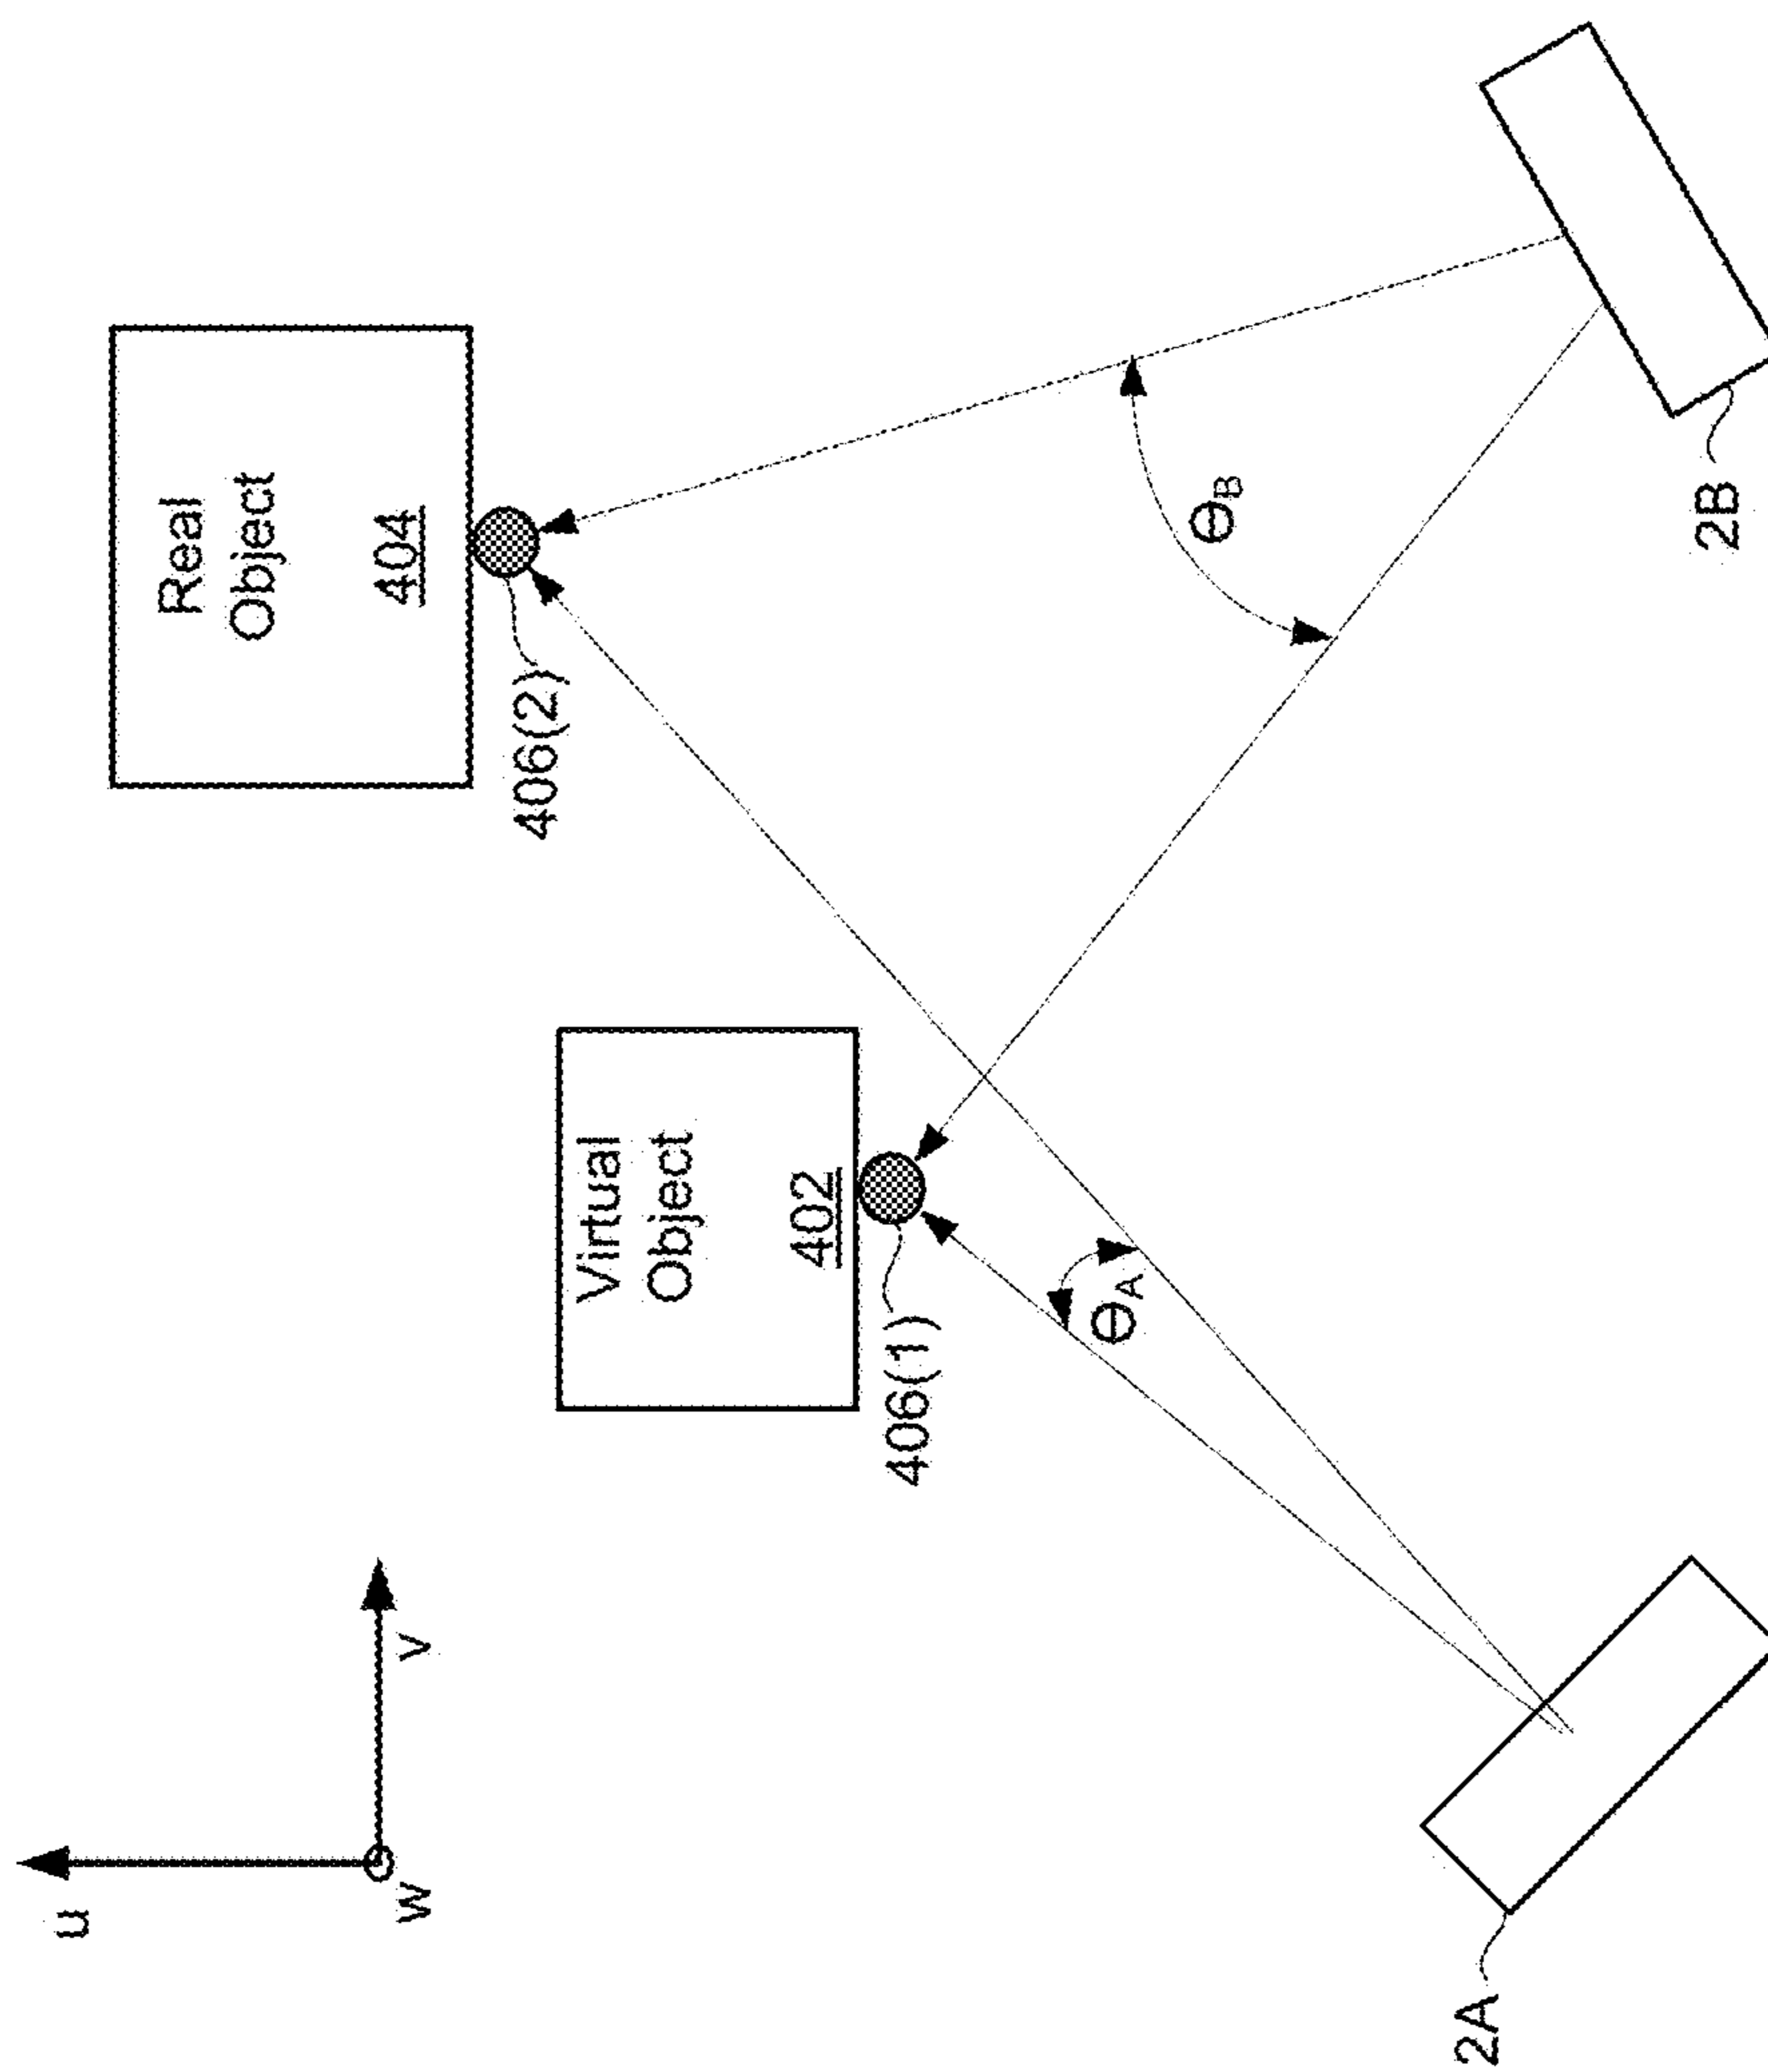 u
w
v
Virtual
Object
402
406(1)
Real
Object
404
406(2)
ΘA
ΘB
2A
2B